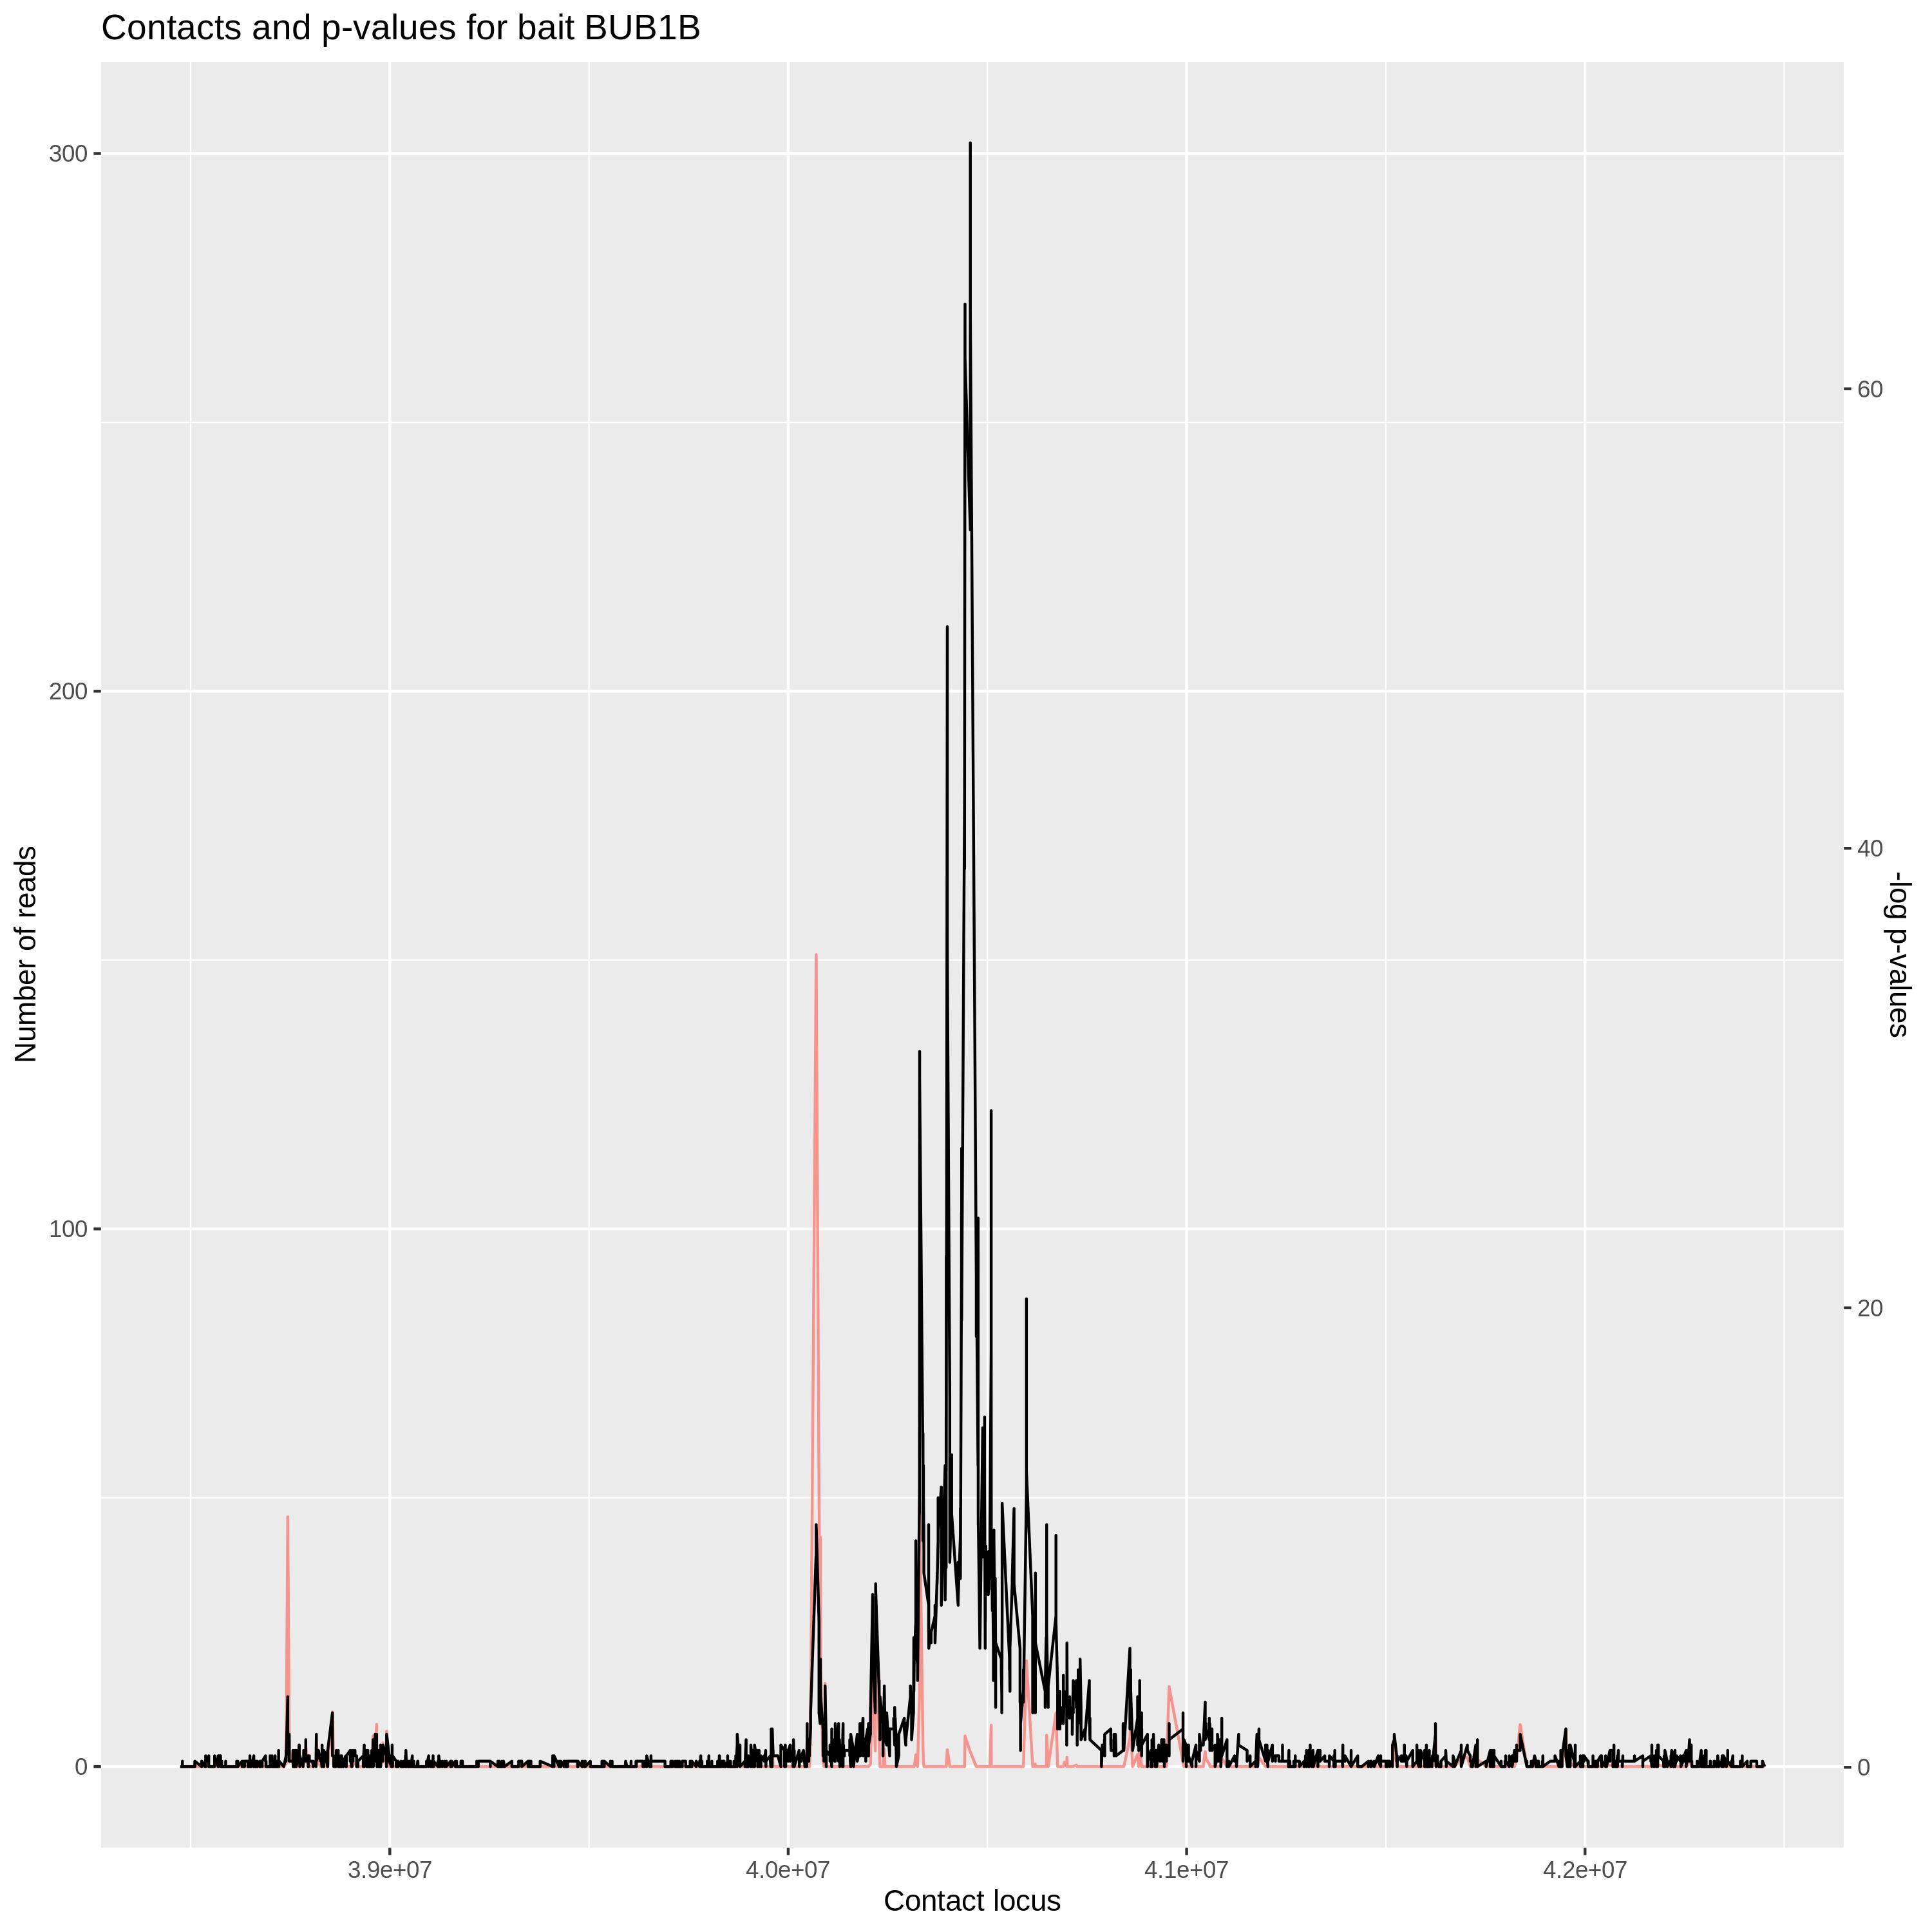 Contacts and p-values for bait BUB1B
300
200
100
0
Number of reads
60
40
20
0
-log p-values
3.9e+07
4.0e+07
4.1e+07
4.2e+07
Contact locus